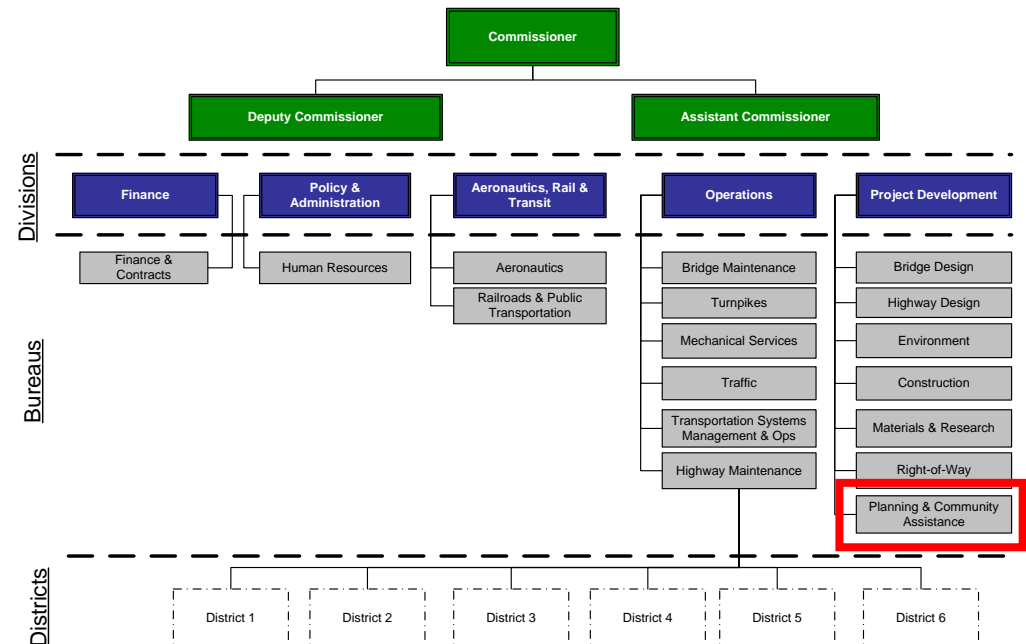 Commissioner
Deputy Commissioner
Assistant Commissioner
Divisions
Finance
Policy &
Administration
Aeronautics, Rail &
Transit
Operations
Project Development
Bureaus
Finance &
Contracts
Human Resources
Aeronautics
Railroads & Public
Transportation
Bridge Maintenance
Turnpikes
Mechanical Services
Traffic
Transportation Systems
Management & Ops
Highway Maintenance
Bridge Design
Highway Design
Environment
Construction
Materials & Research
Right-of-Way
Planning & Community
Assistance
Districts
District 1
District 2
District 3
District 4
District 5
District 6